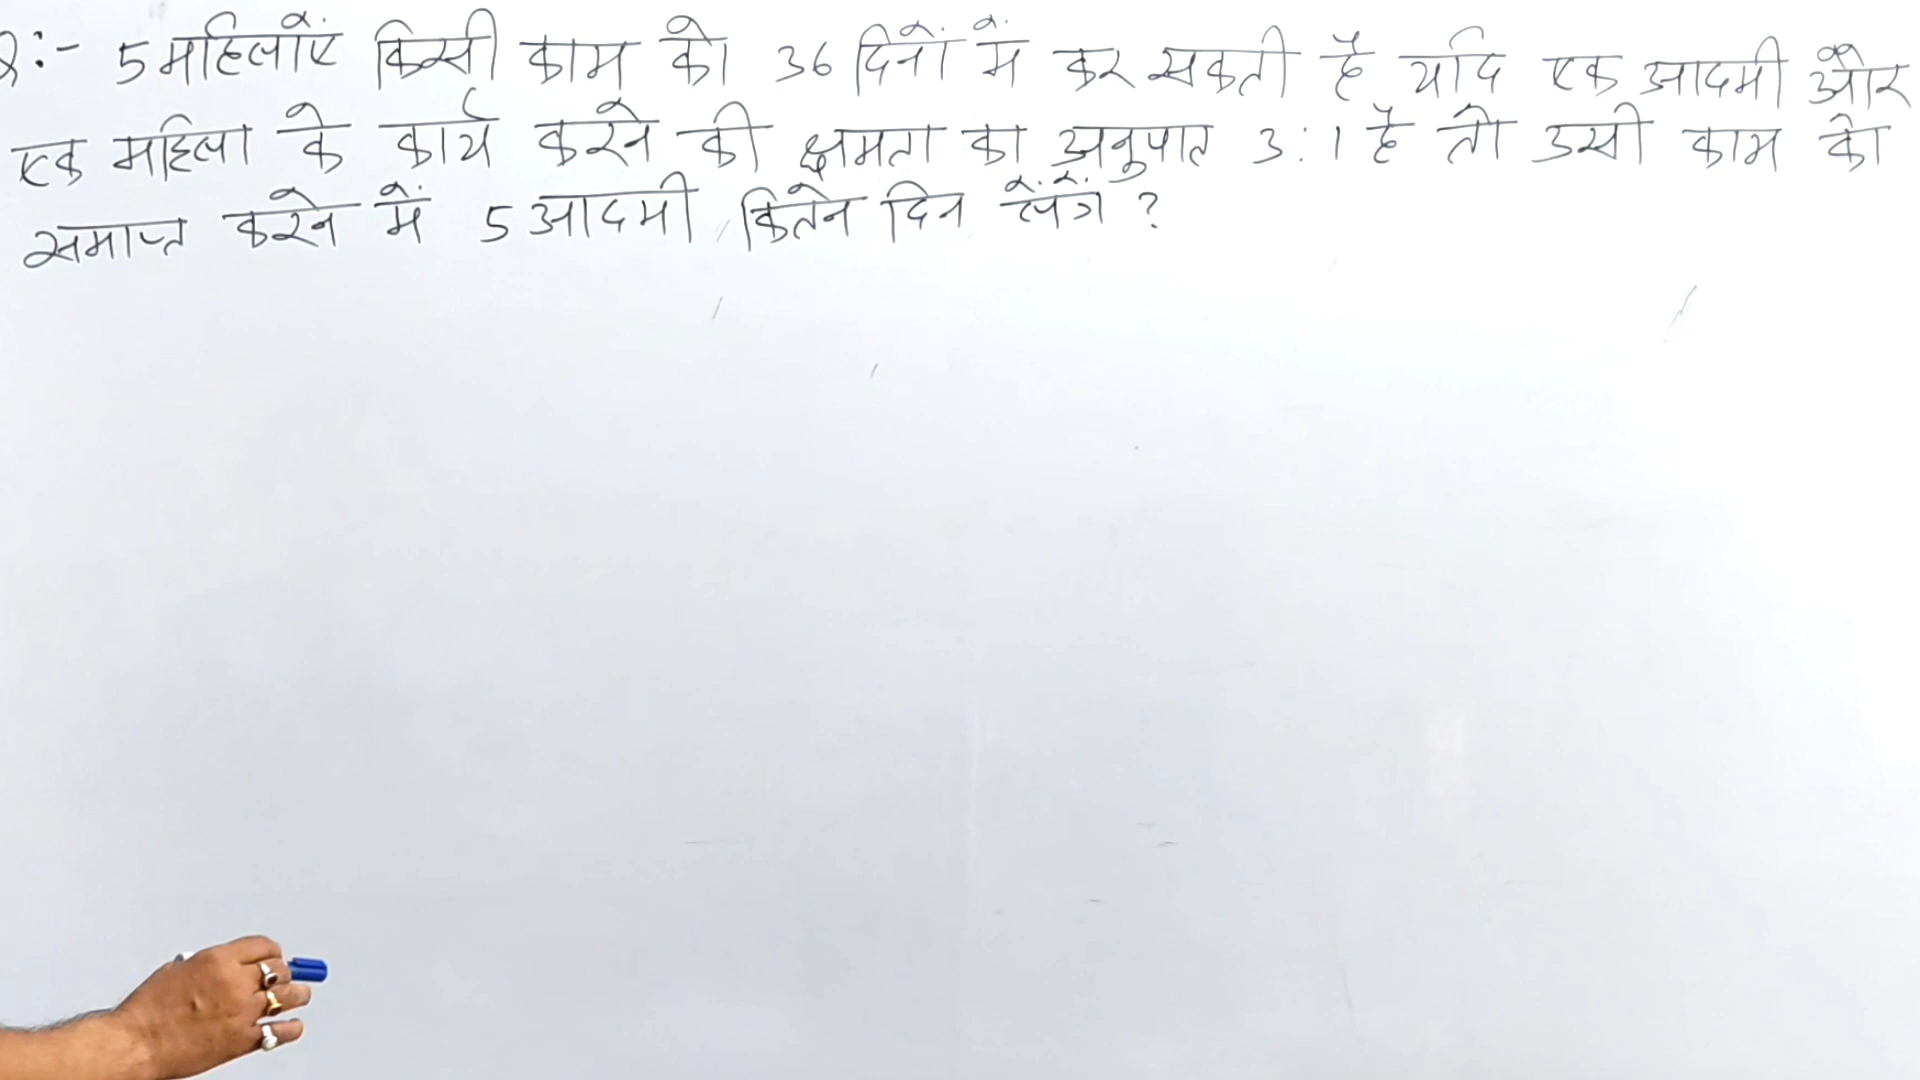 Q:- 5 महिलाएं किसी काम को 36 दिनों में कर सकती है यदि एक आदमी और
एक महिला के कार्य करने की क्षमता का अनुपात 3:1 है तो उसी काम को
समाप्त करने में 5 आदमी कितने दिन लेंगे ?